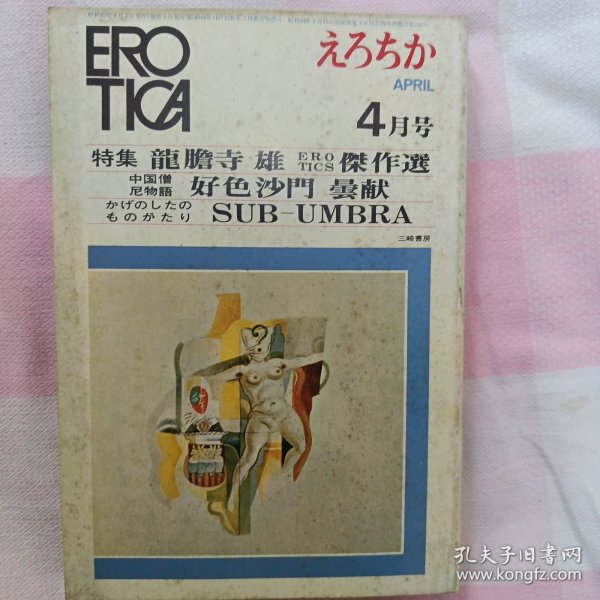 ERO
TICA
えろちか
APRIL
4月号
特集 龍膽寺 雄 EROTICS 傑作選
中国僧尼物語 好色沙門 曇献
かげのしたのものがたり SUB-UMBRA
三崎書房
孔夫子旧书网
www.kongfz.com